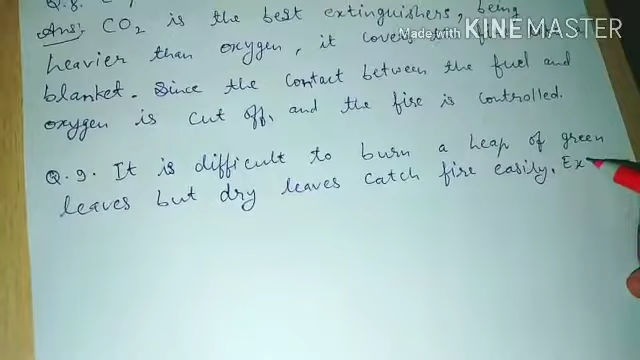 Q.8.
Ans: CO2 is the best extinguishers, being
Made with KINEMASTER
heavier than oxygen, it covers
blanket. Since the contact between the fuel and
oxygen is cut off, and the fire is controlled.
Q.9. It is difficult to burn a heap of green
leaves but dry leaves catch fire easily. Ex